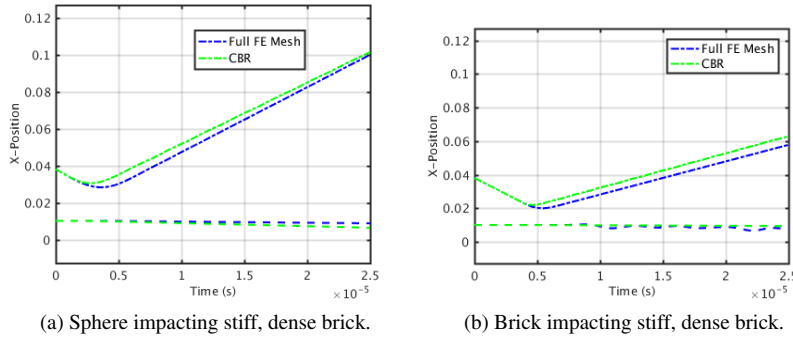 0.12
0.1
0.08
0.06
0.04
0.02
0
X-Position
Full FE Mesh
CBR
0 0.5 1 1.5 2 2.5
Time (s)
×10⁻⁵
(a) Sphere impacting stiff, dense brick.
0.12
0.1
0.08
0.06
0.04
0.02
0
X-Position
Full FE Mesh
CBR
0 0.5 1 1.5 2 2.5
Time (s)
×10⁻⁵
(b) Brick impacting stiff, dense brick.